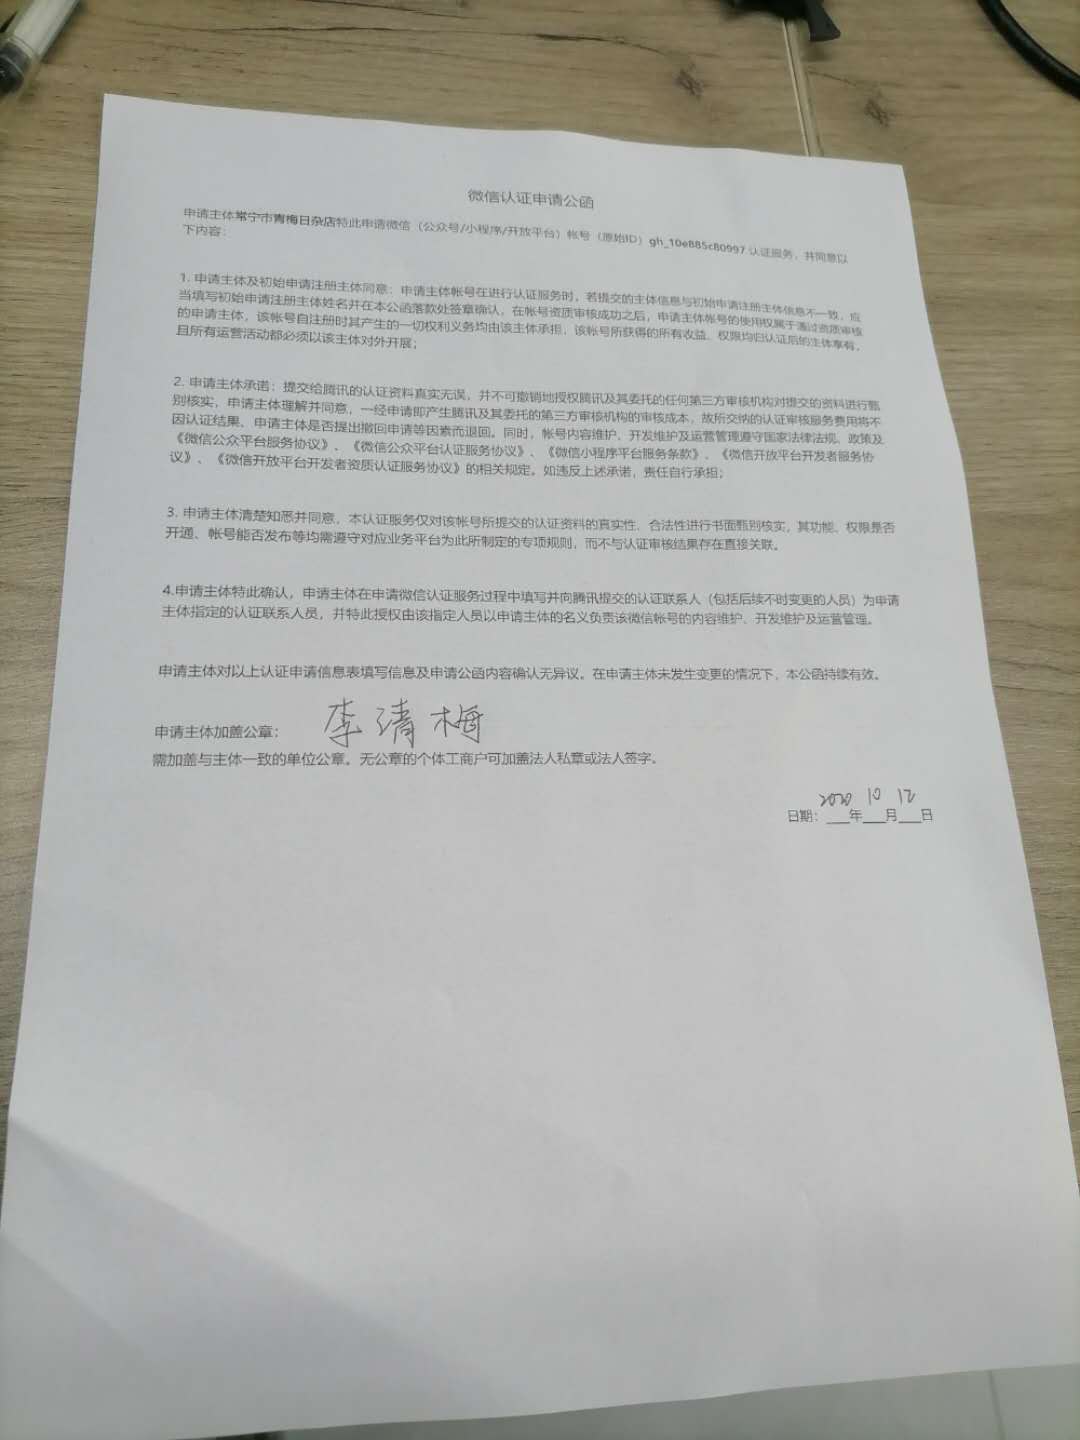 微信认证申请公函
申请主体常宁市青梅日杂店特此申请微信（公众号/小程序/开放平台）帐号（原始ID）gh_10e885c80997 认证服务，并同意以
下内容：
1. 申请主体及初始申请注册主体同意：申请主体帐号在进行认证服务时，若提交的主体信息与初始申请注册主体信息不一致，应
当填写初始申请注册主体姓名并在本公函落款处签章确认，在帐号资质审核成功之后，申请主体帐号的使用权属于通过资质审核
的申请主体，该帐号自注册时其产生的一切权利义务均由该主体承担，该帐号所获得的所有收益、权限均归认证后的主体享有，
且所有运营活动都必须以该主体对外开展；
2. 申请主体承诺：提交给腾讯的认证资料真实无误，并不可撤销地授权腾讯及其委托的任何第三方审核机构对提交的资料进行甄
别核实，申请主体理解并同意，一经申请即产生腾讯及其委托的第三方审核机构的审核成本，故所交纳的认证审核服务费用将不
因认证结果、申请主体是否提出撤回申请等因素而退回。同时，帐号内容维护、开发维护及运营管理遵守国家法律法规、政策及
《微信公众平台服务协议》、《微信公众平台认证服务协议》、《微信小程序平台服务条款》、《微信开放平台开发者服务协
议》、《微信开放平台开发者资质认证服务协议》的相关规定。如违反上述承诺，责任自行承担；
3. 申请主体清楚知悉并同意，本认证服务仅对该帐号所提交的认证资料的真实性、合法性进行书面甄别核实，其功能、权限是否
开通、帐号能否发布等均需遵守对应业务平台为此所制定的专项规则，而不与认证审核结果存在直接关联。
4.申请主体特此确认，申请主体在申请微信认证服务过程中填写并向腾讯提交的认证联系人（包括后续不时变更的人员）为申请
主体指定的认证联系人员，并特此授权由该指定人员以申请主体的名义负责该微信帐号的内容维护、开发维护及运营管理。
申请主体对以上认证申请信息表填写信息及申请公函内容确认无异议。在申请主体未发生变更的情况下，本公函持续有效。
申请主体加盖公章： 李清梅
需加盖与主体一致的单位公章。无公章的个体工商户可加盖法人私章或法人签字。
日期：2020年10月12日